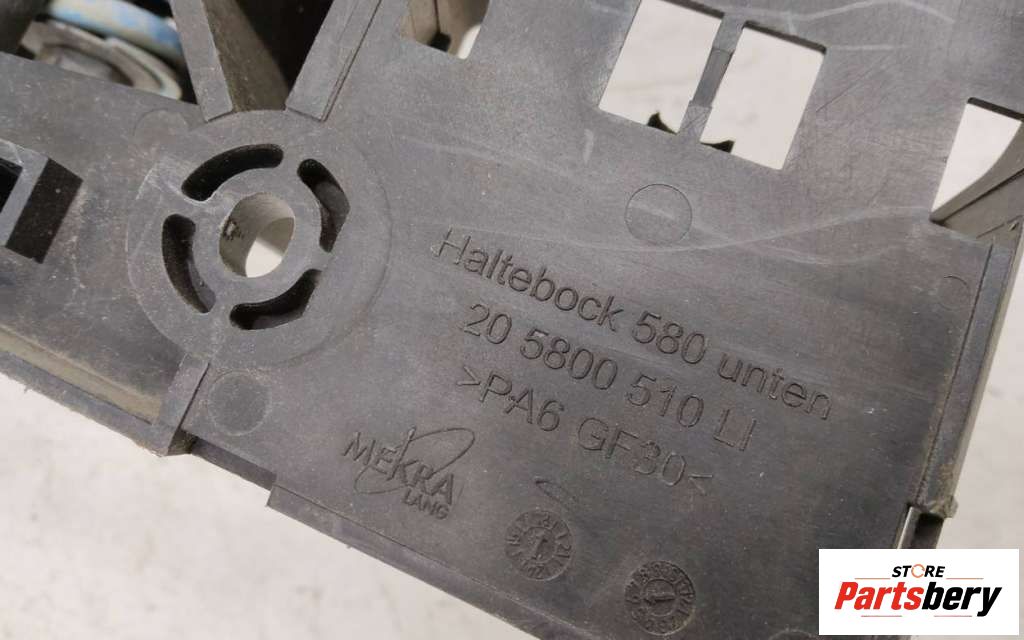 Haltebock 580 unten
20 5800 510 LI
>PA6 GF30<
MEKRA
LANG
STORE
Partsbery